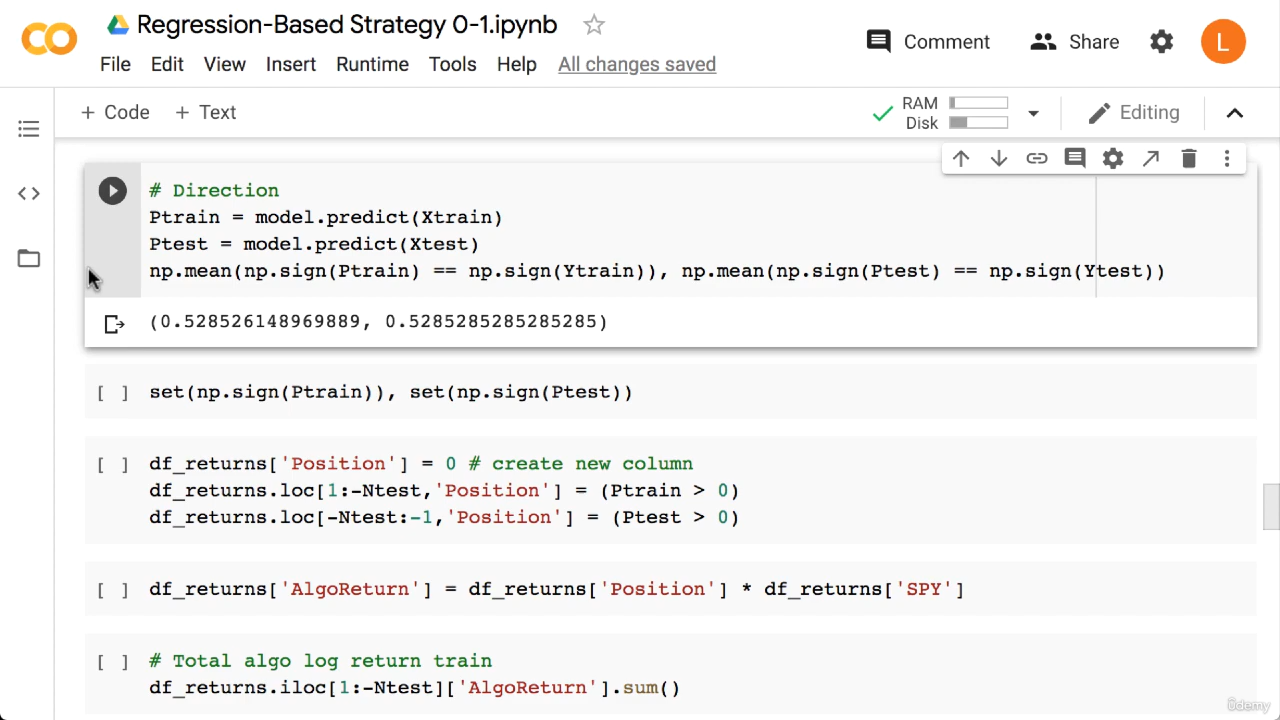 Regression-Based Strategy 0-1.ipynb
Comment
Share
L
File Edit View Insert Runtime Tools Help All changes saved
+ Code + Text
RAM
Disk
Editing
# Direction
Ptrain = model.predict(Xtrain)
Ptest = model.predict(Xtest)
np.mean(np.sign(Ptrain) == np.sign(Ytrain)), np.mean(np.sign(Ptest) == np.sign(Ytest))
(0.528526148969889, 0.5285285285285285)
[ ] set(np.sign(Ptrain)), set(np.sign(Ptest))
[ ] df_returns['Position'] = 0 # create new column
df_returns.loc[1:-Ntest,'Position'] = (Ptrain > 0)
df_returns.loc[-Ntest:-1,'Position'] = (Ptest > 0)
[ ] df_returns['AlgoReturn'] = df_returns['Position'] * df_returns['SPY']
[ ] # Total algo log return train
df_returns.iloc[1:-Ntest]['AlgoReturn'].sum()
ûdemy